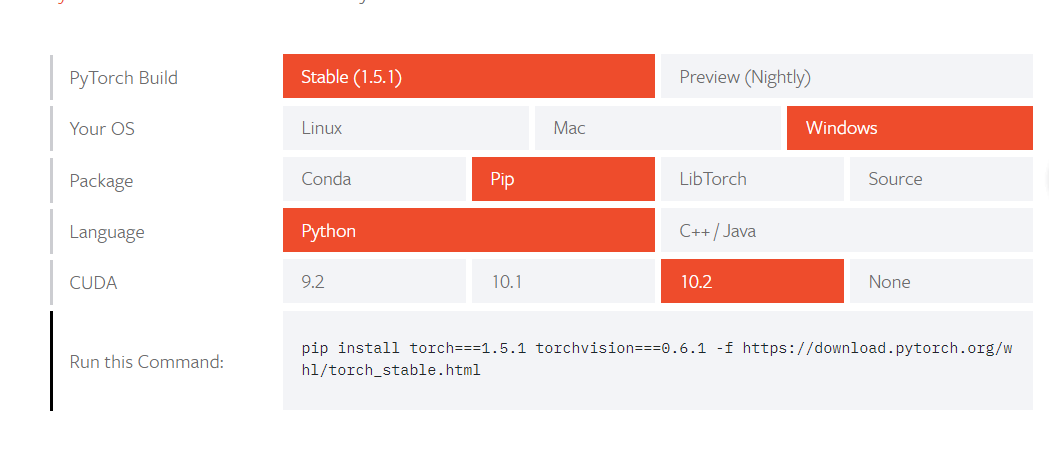 PyTorch Build
Stable (1.5.1)
Preview (Nightly)
Your OS
Linux
Mac
Windows
Package
Conda
Pip
LibTorch
Source
Language
Python
C++ / Java
CUDA
9.2
10.1
10.2
None
Run this Command:
pip install torch===1.5.1 torchvision===0.6.1 -f https://download.pytorch.org/w
hl/torch_stable.html